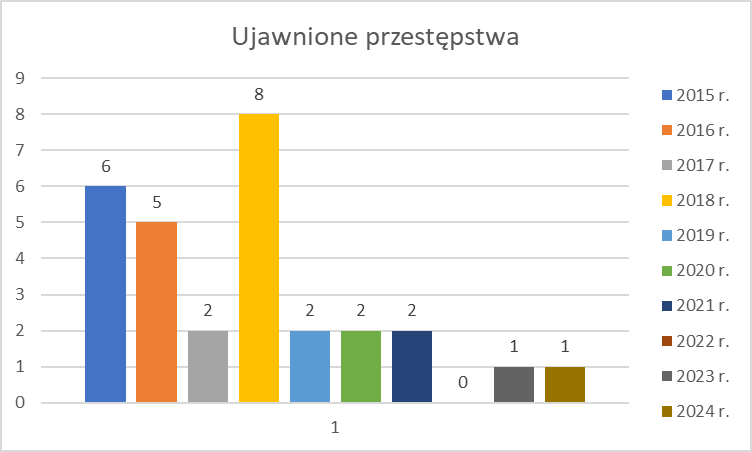 Ujawnione przestępstwa
9
8
7
6
5
4
3
2
1
0
6
5
2
8
2
2
2
0
1
1
1
2015 r.
2016 r.
2017 r.
2018 r.
2019 r.
2020 r.
2021 r.
2022 r.
2023 r.
2024 r.